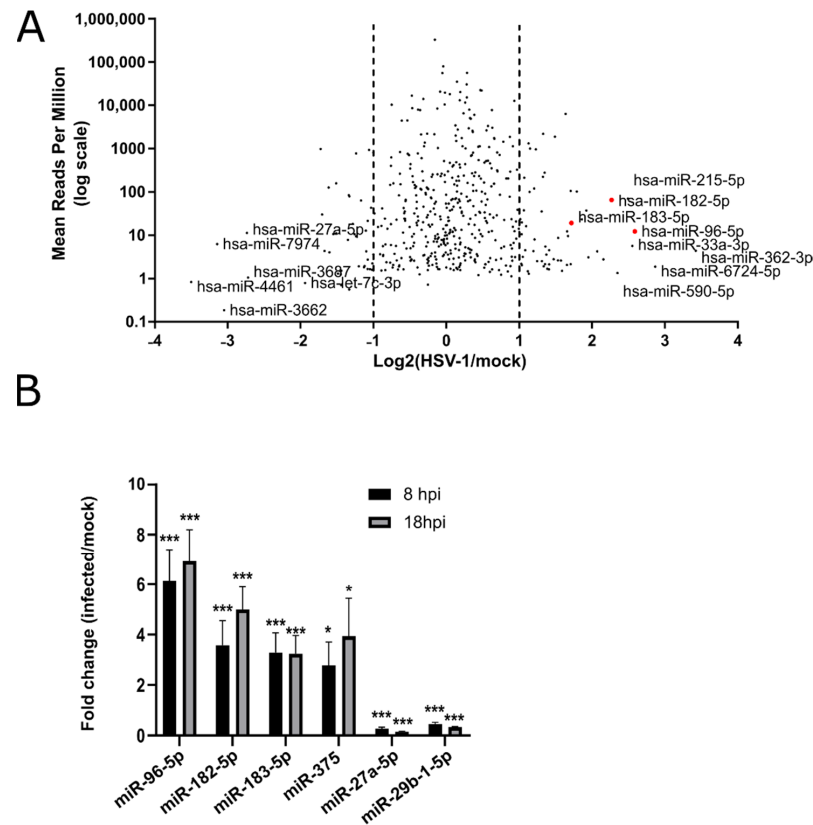 A
1,000,000
100,000
10,000
1000
100
10
1
0.1
Mean Reads Per Million
(log scale)
hsa-miR-215-5p
hsa-miR-182-5p
hsa-miR-183-5p
hsa-miR-96-5p
hsa-miR-33a-3p
hsa-miR-362-3p
hsa-miR-6724-5p
hsa-miR-590-5p
hsa-miR-27a-5p
hsa-miR-7974
hsa-miR-3687
hsa-let-7c-3p
hsa-miR-4461
hsa-miR-3662
-4 -3 -2 -1 0 1 2 3 4
Log2(HSV-1/mock)
B
Fold change (infected/mock)
10
8
6
4
2
0
8 hpi
18hpi
*** *** *** *** *** *** * * *** *** *** ***
miR-96-5p
miR-182-5p
miR-183-5p
miR-375
miR-27a-5p
miR-29b-1-5p